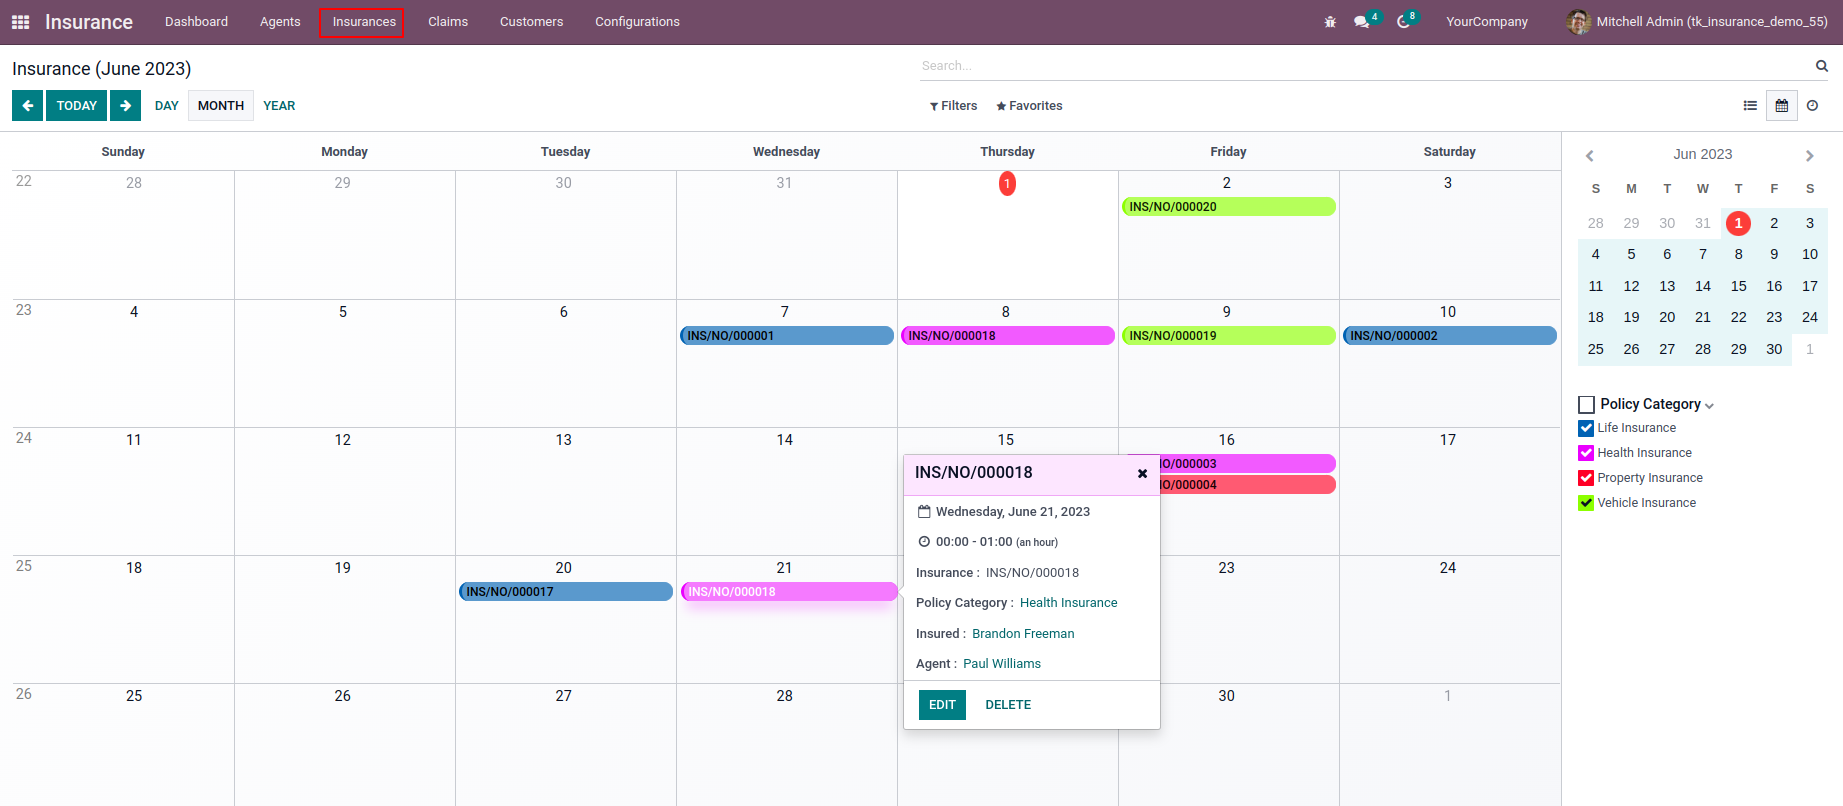 Insurance Dashboard Agents Insurances Claims Customers Configurations 4 8 YourCompany Mitchell Admin (tk_insurance_demo_55)
Insurance (June 2023) Search...
TODAY DAY MONTH YEAR Filters Favorites
Sunday Monday Tuesday Wednesday Thursday Friday Saturday
22 28 29 30 31 1 2 3
INS/NO/000020
23 4 5 6 7 8 9 10
INS/NO/000001 INS/NO/000018 INS/NO/000019 INS/NO/000002
24 11 12 13 14 15 16 17
IO/000003
IO/000004
25 18 19 20 21 23 24
INS/NO/000017 INS/NO/000018
26 25 26 27 28 30 1
INS/NO/000018
Wednesday, June 21, 2023
00:00 - 01:00 (an hour)
Insurance : INS/NO/000018
Policy Category : Health Insurance
Insured : Brandon Freeman
Agent : Paul Williams
EDIT DELETE
Jun 2023
S M T W T F S
28 29 30 31 1 2 3
4 5 6 7 8 9 10
11 12 13 14 15 16 17
18 19 20 21 22 23 24
25 26 27 28 29 30 1
Policy Category
Life Insurance
Health Insurance
Property Insurance
Vehicle Insurance